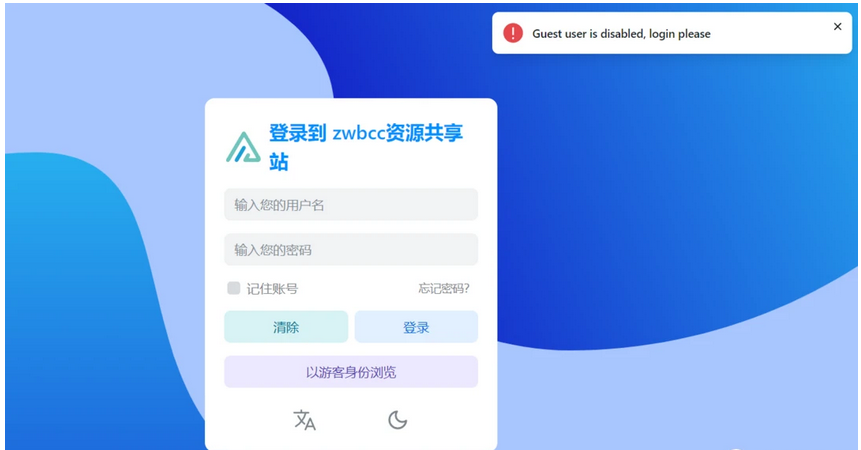 Guest user is disabled, login please
登录到 zwbcc资源共享
站
输入您的用户名
输入您的密码
记住账号
忘记密码?
清除
登录
以游客身份浏览